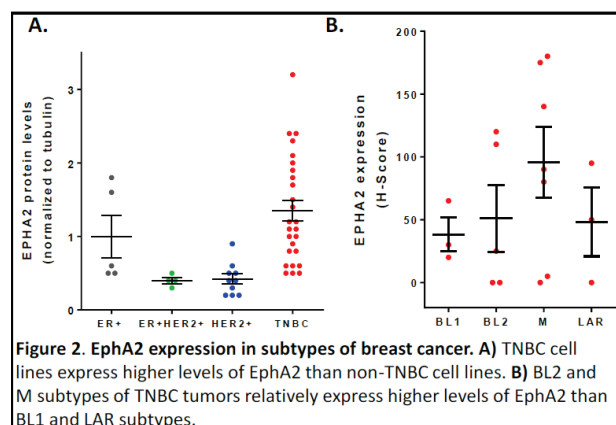 A.
B.
EPHA2 protein levels
(normalized to tubulin)
3
2
1
0
ER+
ER+HER2+
HER2+
TNBC
EPHA2 expression
(H-Score)
200
150
100
50
0
BL1
BL2
M
LAR
Figure 2. EphA2 expression in subtypes of breast cancer. A) TNBC cell
lines express higher levels of EphA2 than non-TNBC cell lines. B) BL2 and
M subtypes of TNBC tumors relatively express higher levels of EphA2 than
BL1 and LAR subtypes.